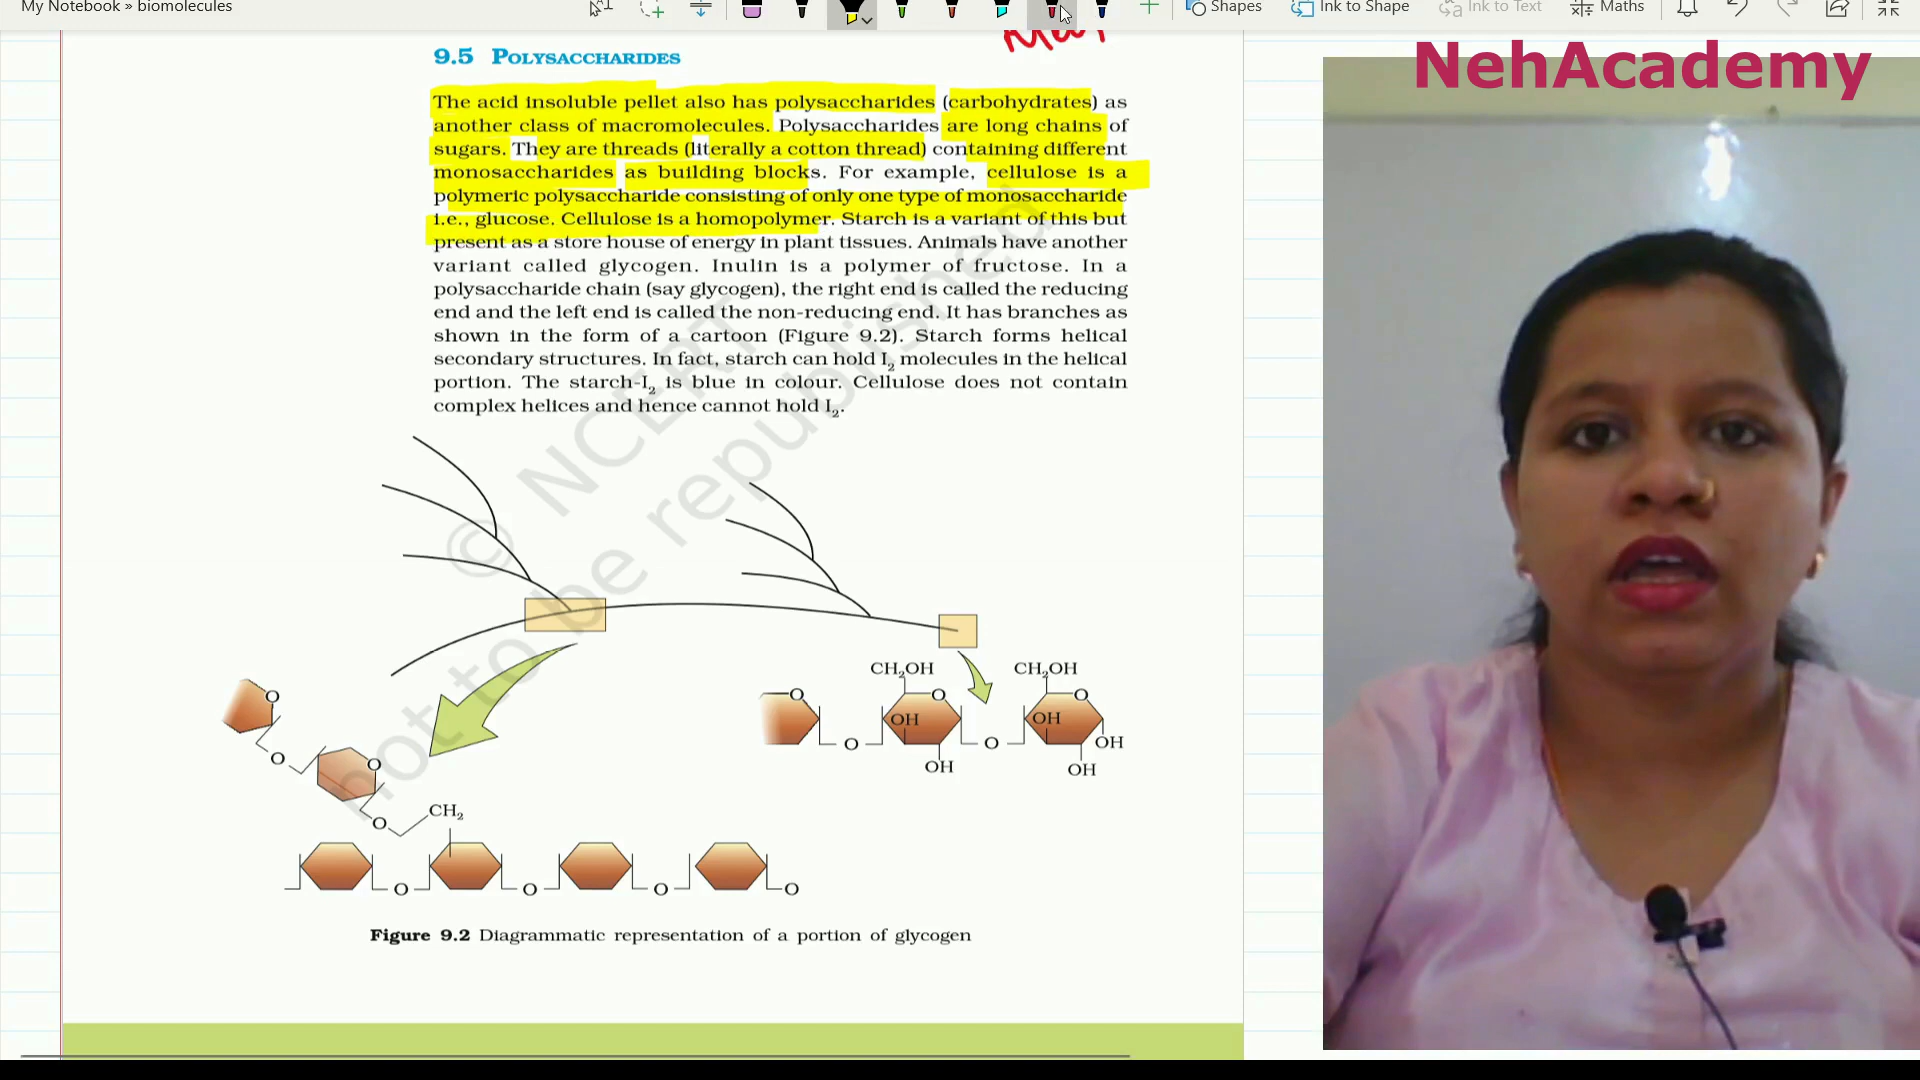 My Notebook » biomolecules
Shapes
Ink to Shape
Ink to Text
Maths
NehAcademy
9.5 POLYSACCHARIDES
The acid insoluble pellet also has polysaccharides (carbohydrates) as
another class of macromolecules. Polysaccharides are long chains of
sugars. They are threads (literally a cotton thread) containing different
monosaccharides as building blocks. For example, cellulose is a
polymeric polysaccharide consisting of only one type of monosaccharide
i.e., glucose. Cellulose is a homopolymer. Starch is a variant of this but
present as a store house of energy in plant tissues. Animals have another
variant called glycogen. Inulin is a polymer of fructose. In a
polysaccharide chain (say glycogen), the right end is called the reducing
end and the left end is called the non-reducing end. It has branches as
shown in the form of a cartoon (Figure 9.2). Starch forms helical
secondary structures. In fact, starch can hold I₂ molecules in the helical
portion. The starch-I₂ is blue in colour. Cellulose does not contain
complex helices and hence cannot hold I₂.
© NCERT
not to be republished
CH₂OH CH₂OH
O O O O
OH OH
O O OH
OH OH
O
O
O CH₂
O O O O
Figure 9.2 Diagrammatic representation of a portion of glycogen